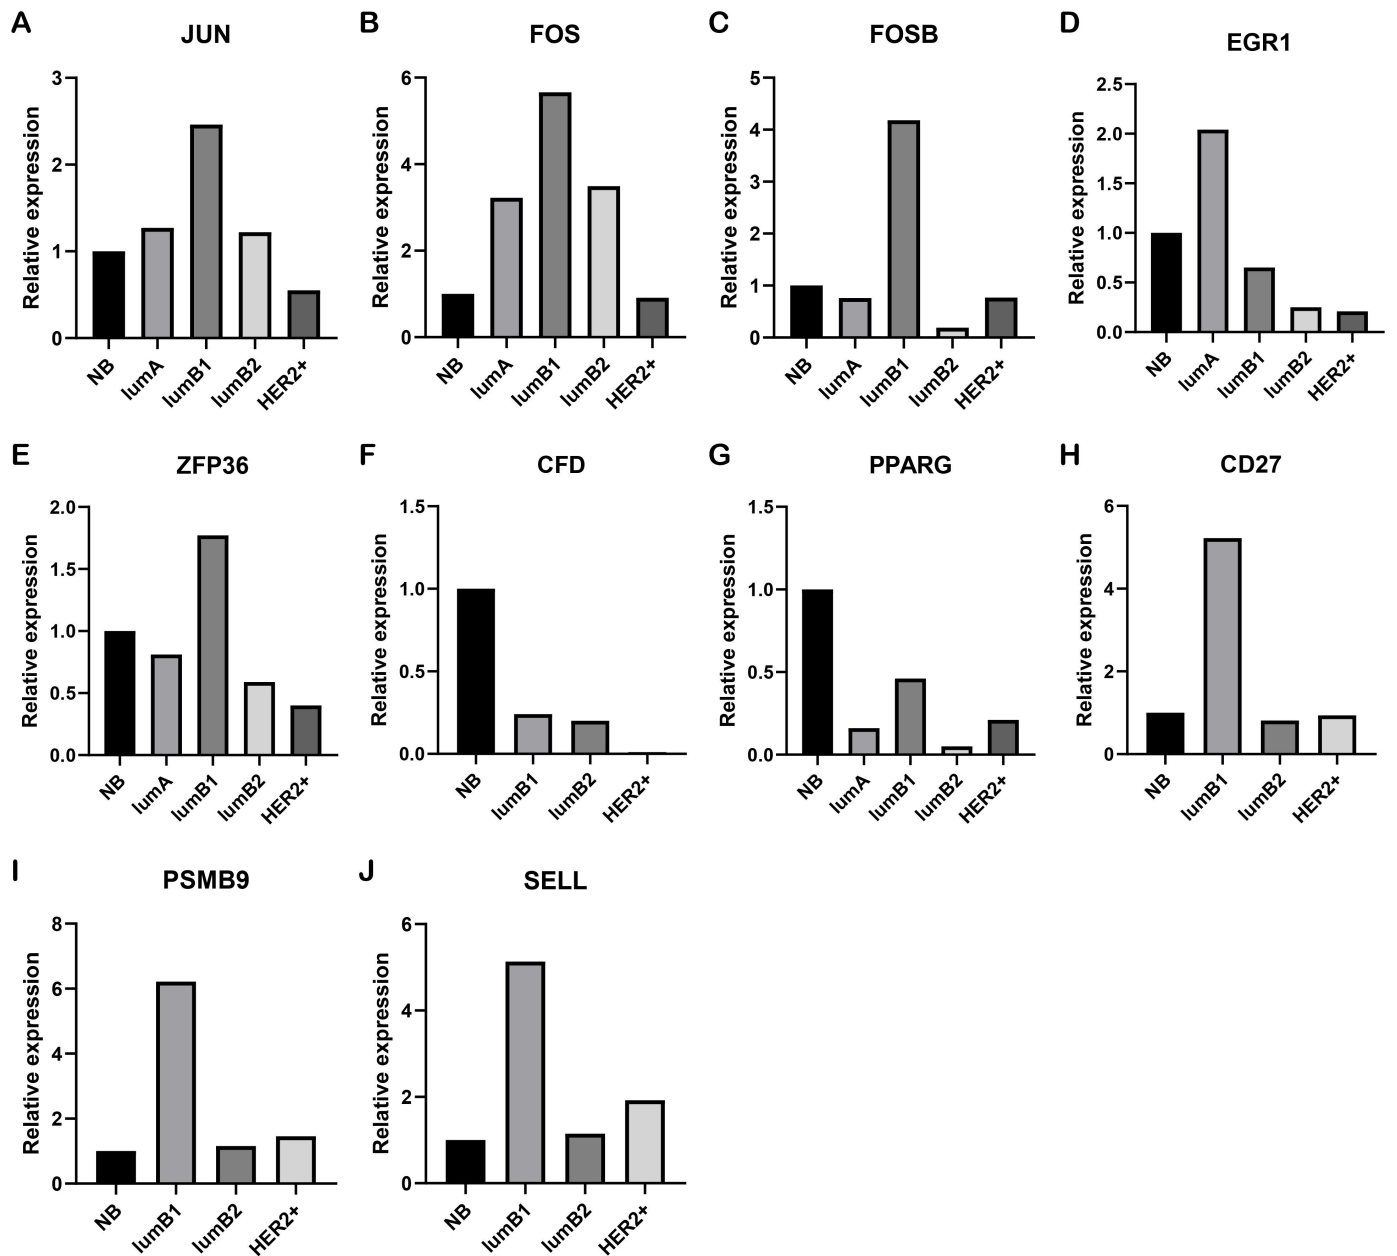 A
JUN
Relative expression
3
2
1
0
NB
lumA
lumB1
lumB2
HER2+
B
FOS
Relative expression
6
4
2
0
NB
lumA
lumB1
lumB2
HER2+
C
FOSB
Relative expression
5
4
3
2
1
0
NB
lumA
lumB1
lumB2
HER2+
D
EGR1
Relative expression
2.5
2.0
1.5
1.0
0.5
0.0
NB
lumA
lumB1
lumB2
HER2+
E
ZFP36
Relative expression
2.0
1.5
1.0
0.5
0.0
NB
lumA
lumB1
lumB2
HER2+
F
CFD
Relative expression
1.5
1.0
0.5
0.0
NB
lumB1
lumB2
HER2+
G
PPARG
Relative expression
1.5
1.0
0.5
0.0
NB
lumA
lumB1
lumB2
HER2+
H
CD27
Relative expression
6
4
2
0
NB
lumB1
lumB2
HER2+
I
PSMB9
Relative expression
8
6
4
2
0
NB
lumB1
lumB2
HER2+
J
SELL
Relative expression
6
4
2
0
NB
lumB1
lumB2
HER2+